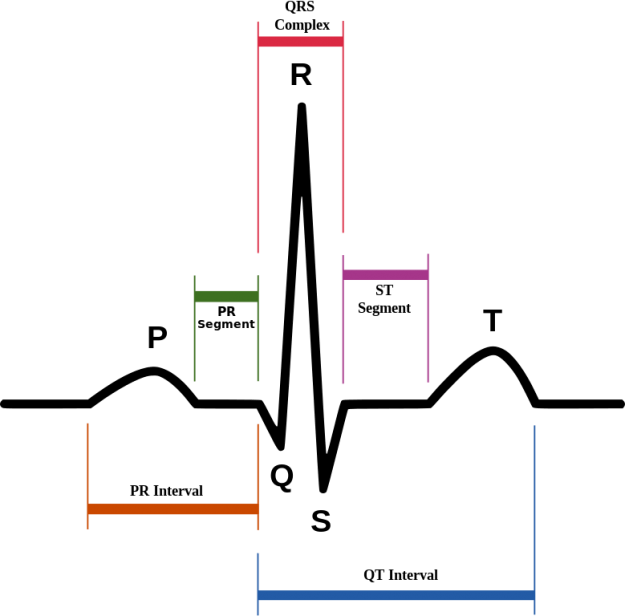 QRS
Complex
R
PR
Segment
ST
Segment
P
T
Q
PR Interval
S
QT Interval